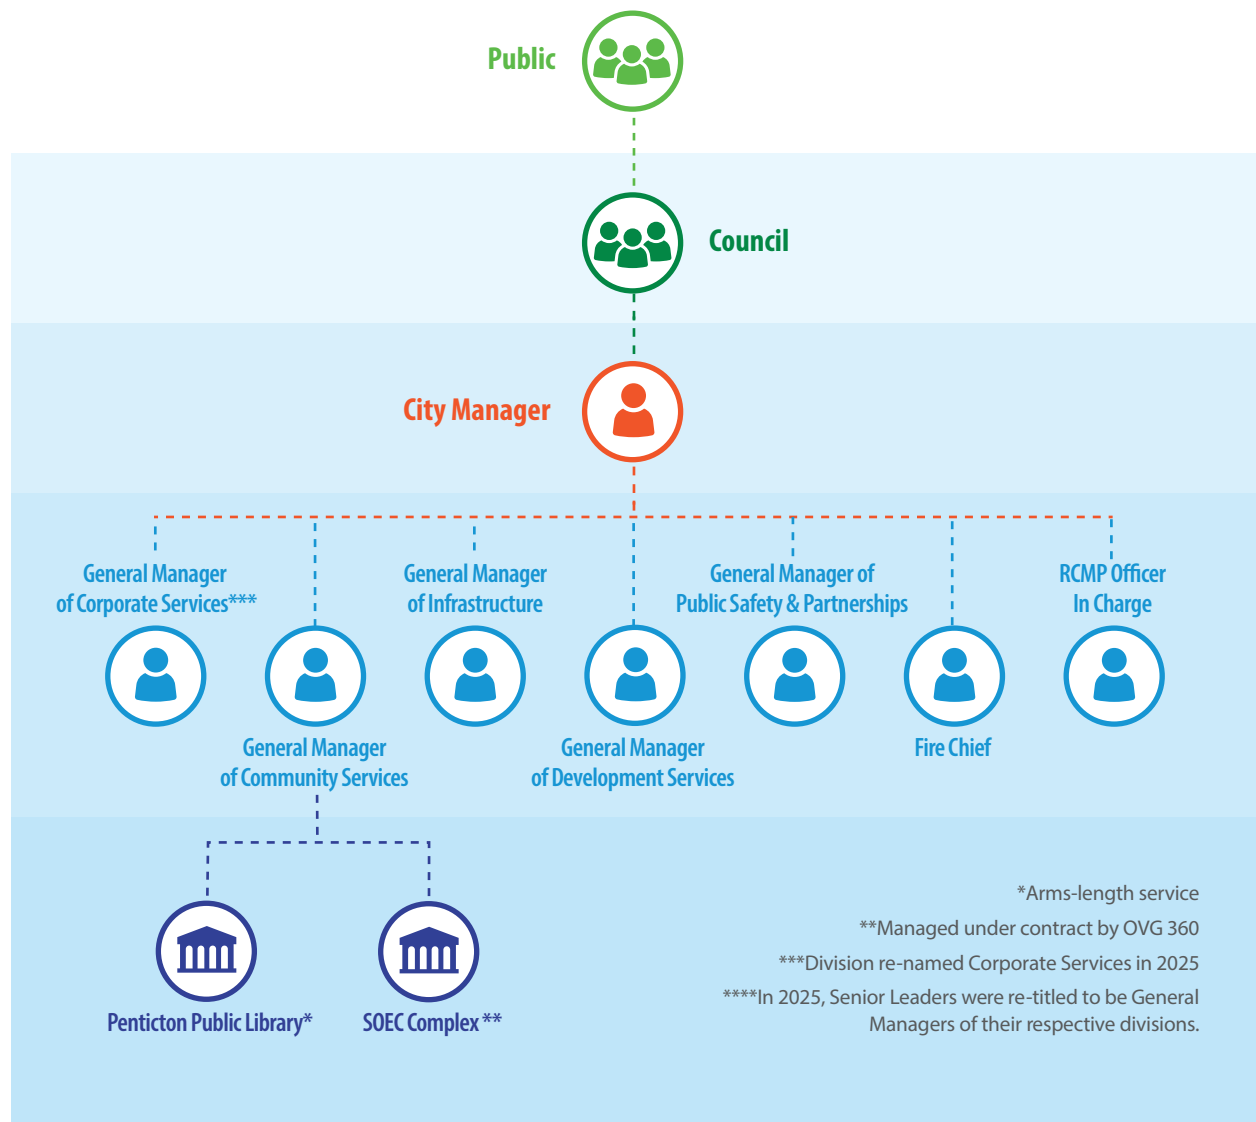 Public
Council
City Manager
General Manager
of Corporate Services***
General Manager
of Infrastructure
General Manager of
Public Safety & Partnerships
RCMP Officer
In Charge
General Manager
of Community Services
General Manager
of Development Services
Fire Chief
Penticton Public Library*
SOEC Complex **
*Arms-length service
**Managed under contract by OVG 360
***Division re-named Corporate Services in 2025
****In 2025, Senior Leaders were re-titled to be General
Managers of their respective divisions.